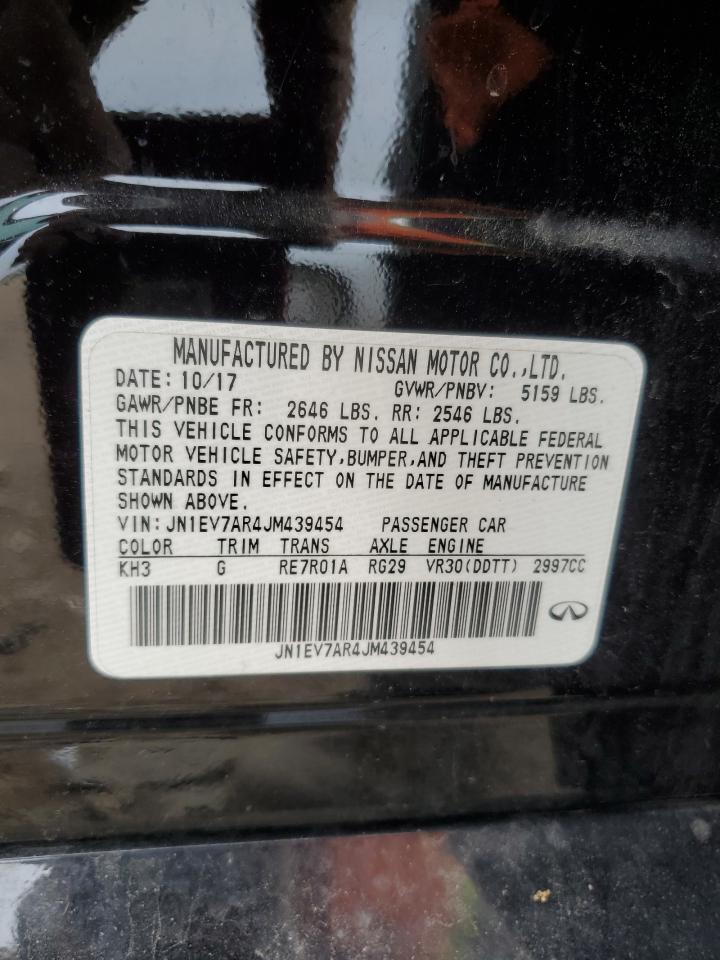 MANUFACTURED BY NISSAN MOTOR CO.,LTD.
DATE: 10/17 GVWR/PNBV: 5159 LBS.
GAWR/PNBE FR: 2646 LBS. RR: 2546 LBS.
THIS VEHICLE CONFORMS TO ALL APPLICABLE FEDERAL
MOTOR VEHICLE SAFETY,BUMPER,AND THEFT PREVENTION
STANDARDS IN EFFECT ON THE DATE OF MANUFACTURE
SHOWN ABOVE.
VIN: JN1EV7AR4JM439454 PASSENGER CAR
COLOR TRIM TRANS AXLE ENGINE
KH3 G RE7R01A RG29 VR30(DDTT) 2997CC
JN1EV7AR4JM439454